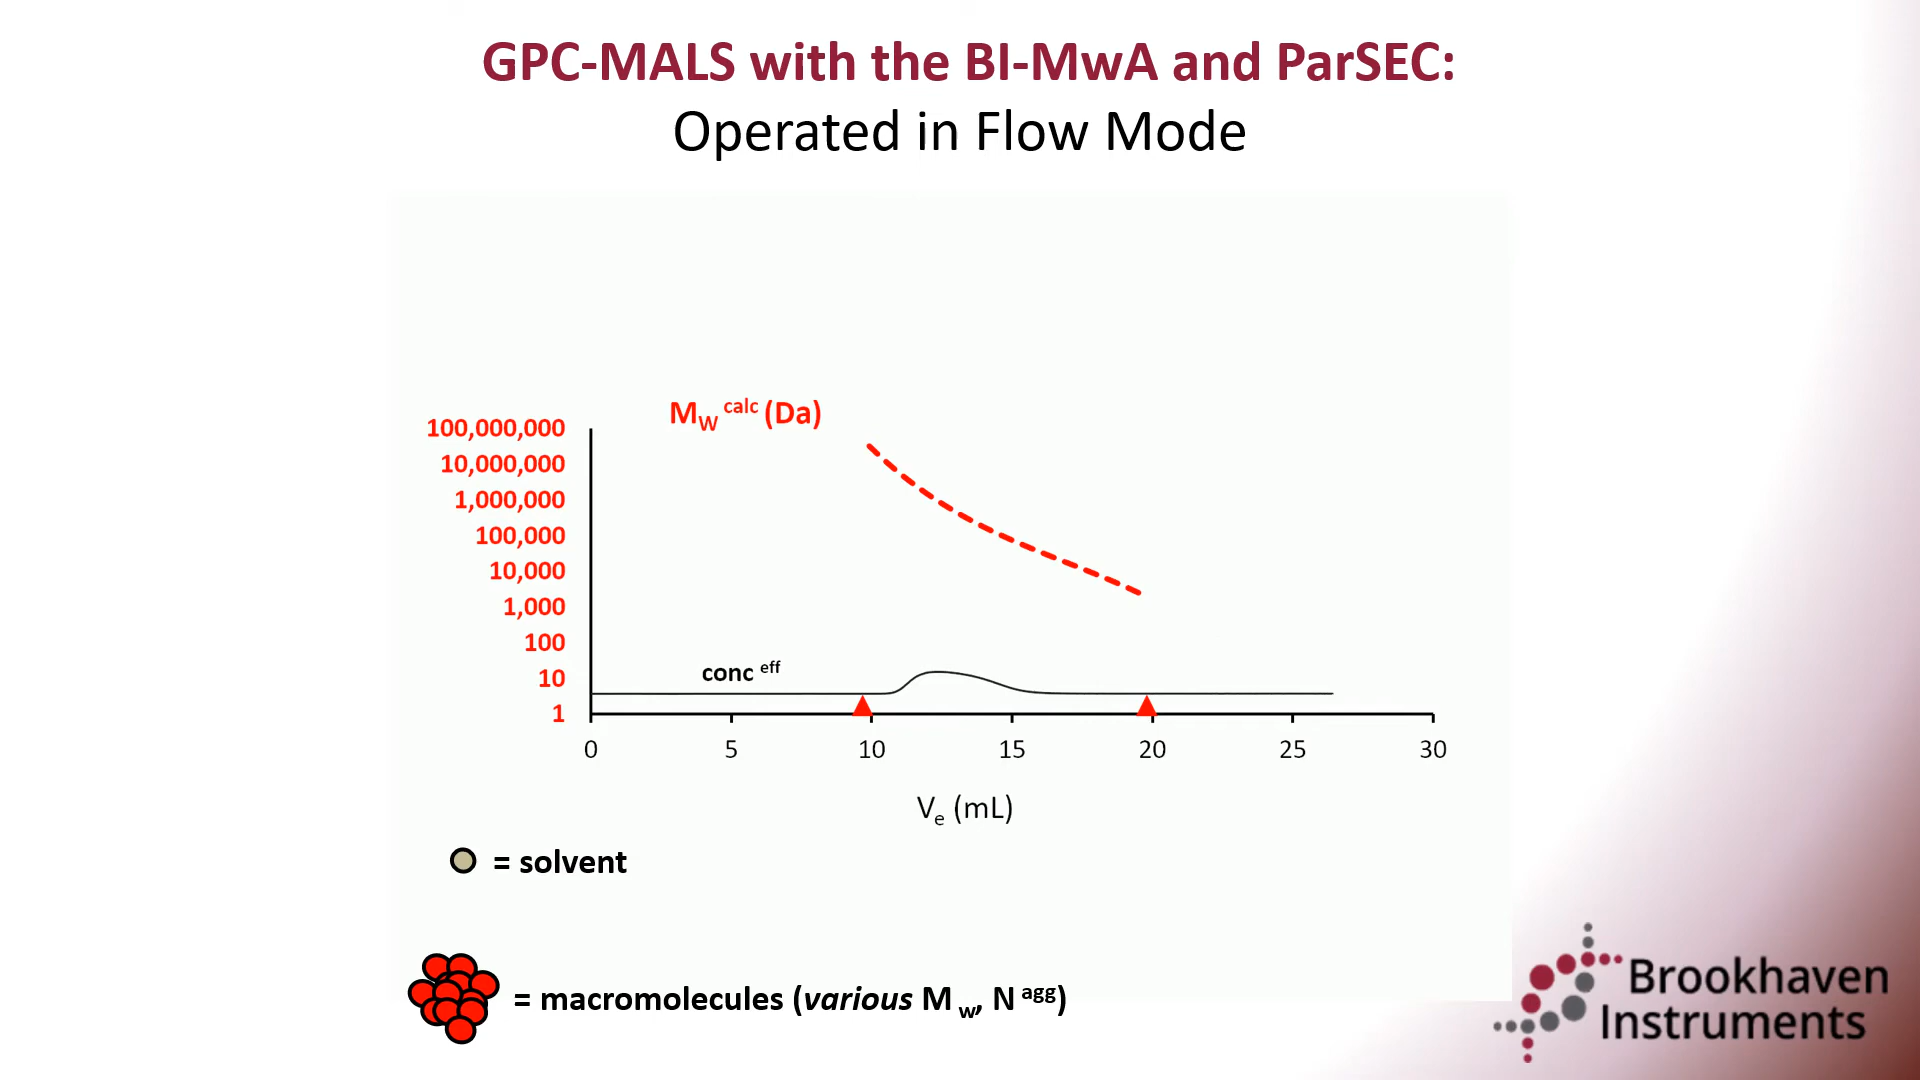 GPC-MALS with the BI-MwA and ParSEC:
Operated in Flow Mode
MW calc (Da)
100,000,000
10,000,000
1,000,000
100,000
10,000
1,000
100
10
1
conc eff
0 5 10 15 20 25 30
Ve (mL)
= solvent
= macromolecules (various M w, N agg)
Brookhaven
Instruments